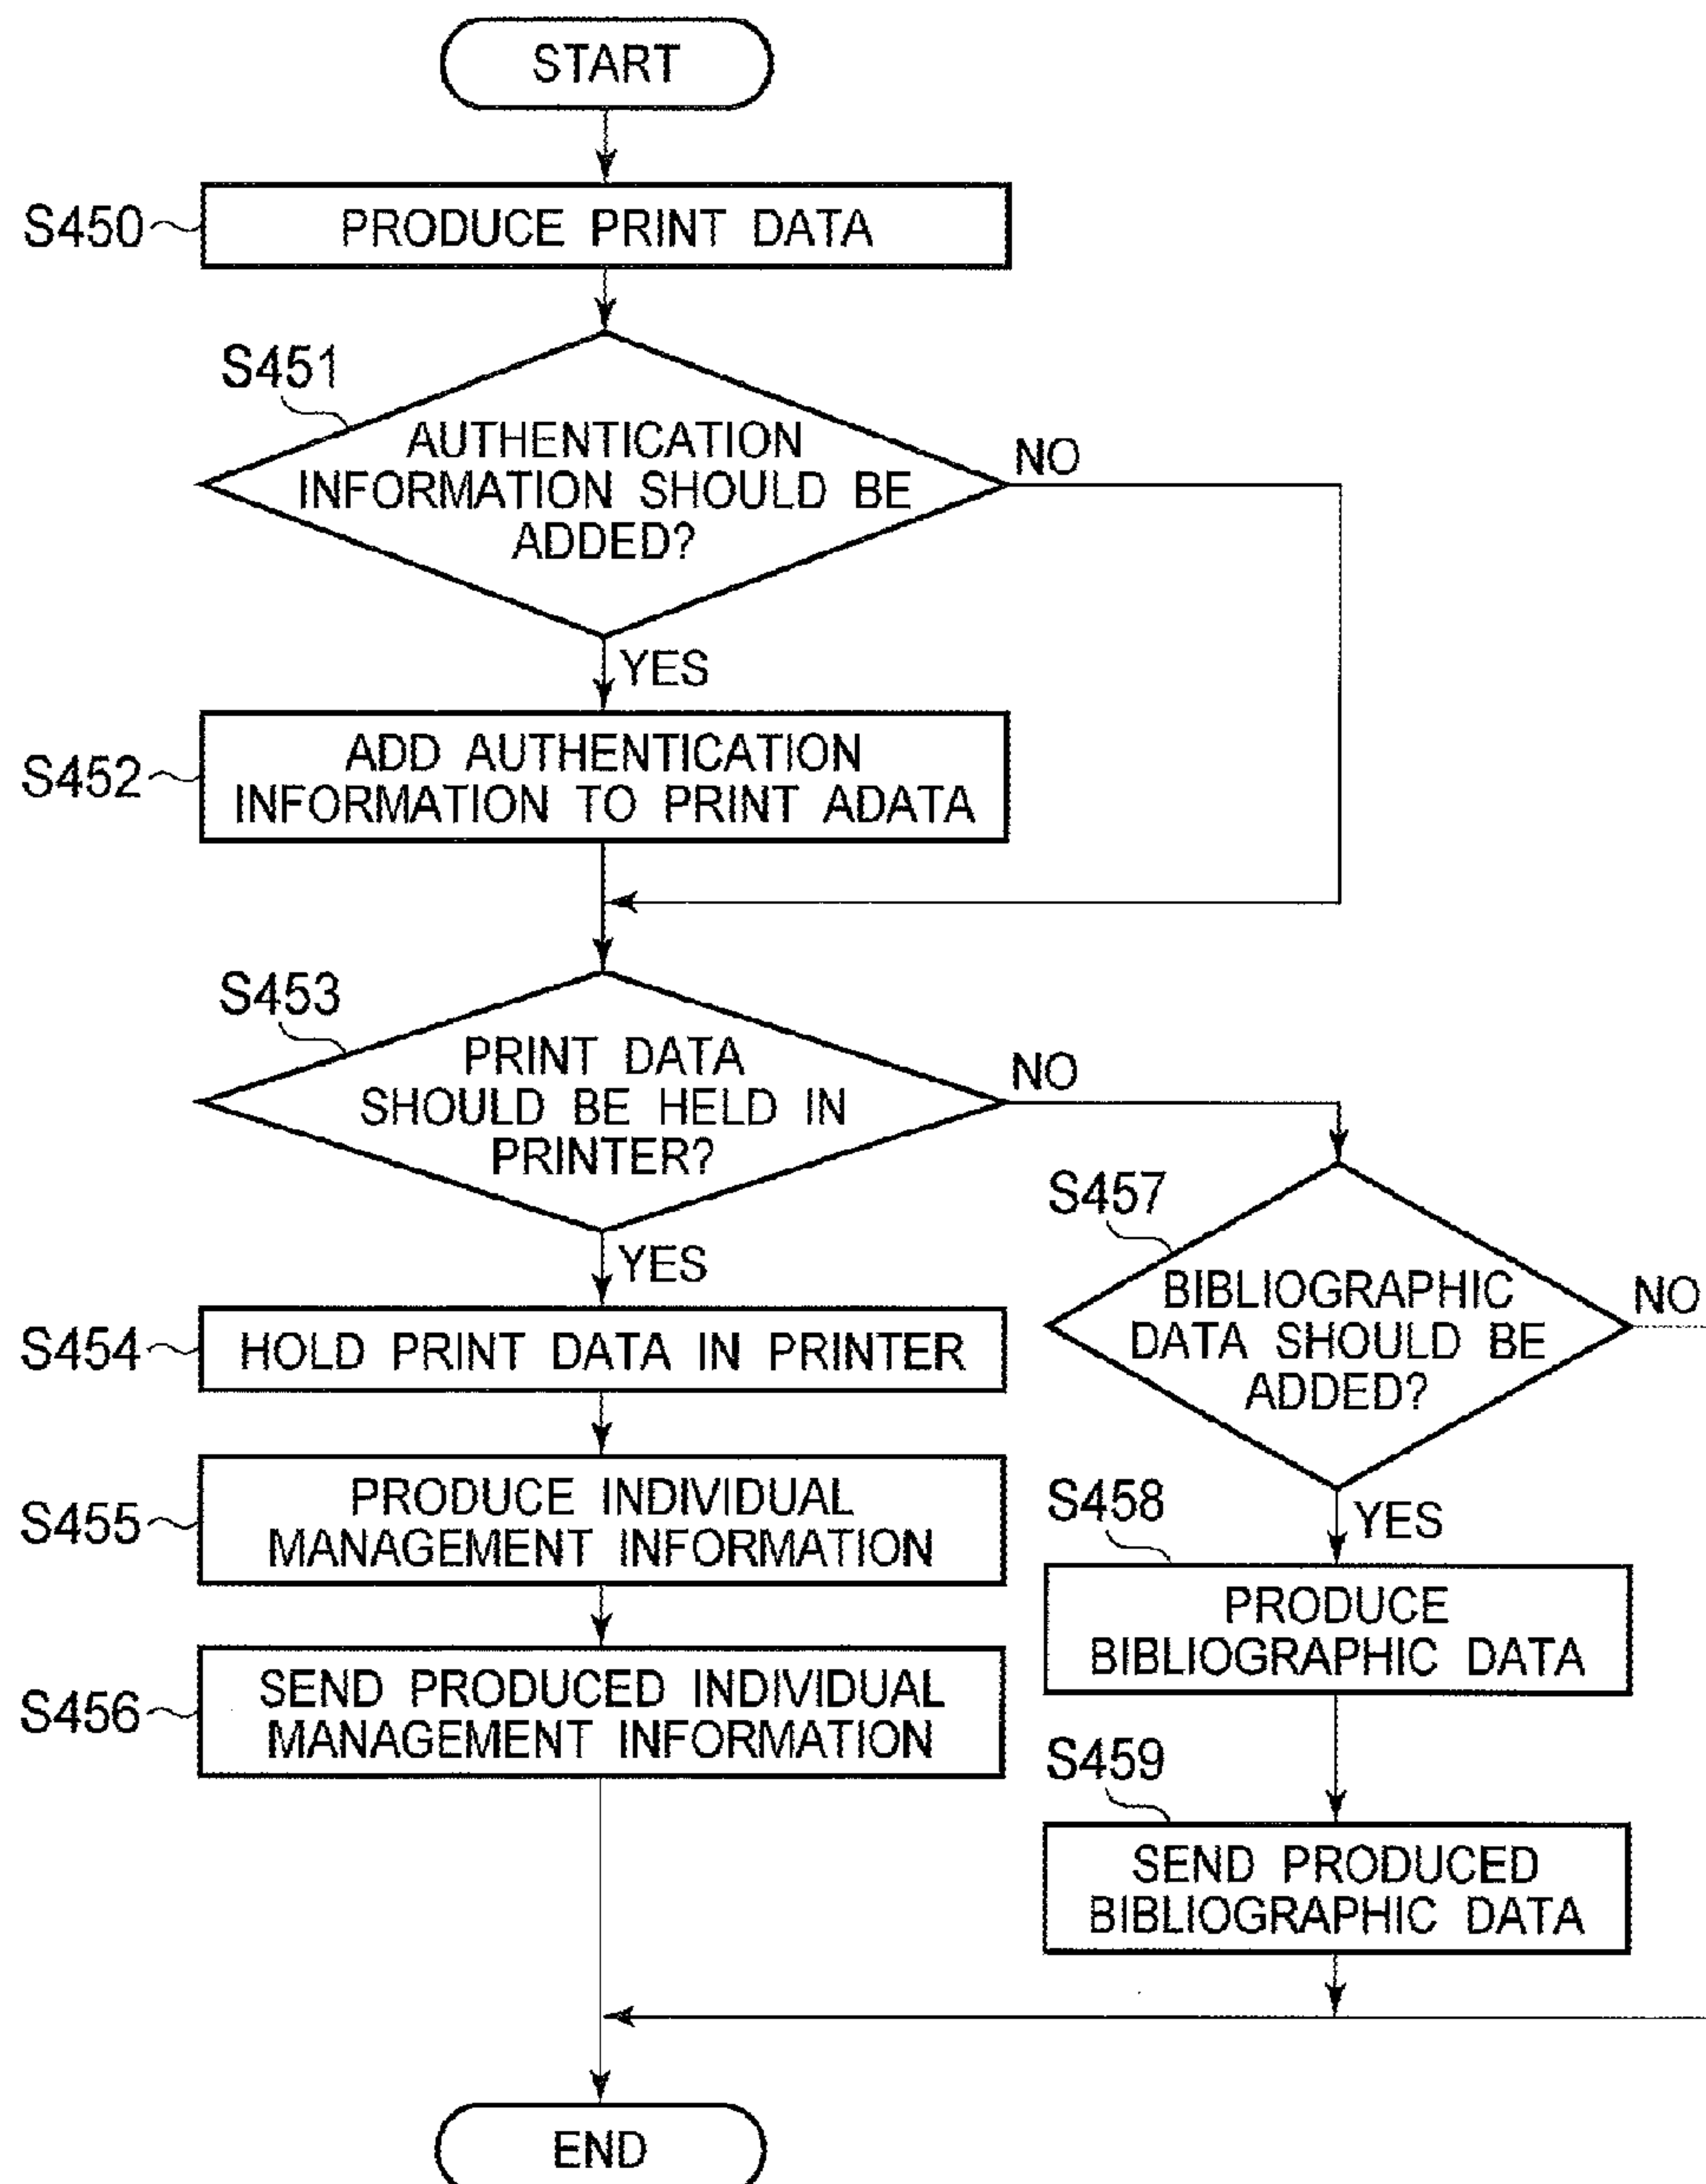 START
S450
PRODUCE PRINT DATA
S451
AUTHENTICATION
INFORMATION SHOULD BE
ADDED?
NO
YES
S452
ADD AUTHENTICATION
INFORMATION TO PRINT ADATA
S453
PRINT DATA
SHOULD BE HELD IN
PRINTER?
NO
YES
S454
HOLD PRINT DATA IN PRINTER
S455
PRODUCE INDIVIDUAL
MANAGEMENT INFORMATION
S456
SEND PRODUCED INDIVIDUAL
MANAGEMENT INFORMATION
S457
BIBLIOGRAPHIC
DATA SHOULD BE
ADDED?
NO
YES
S458
PRODUCE
BIBLIOGRAPHIC DATA
S459
SEND PRODUCED
BIBLIOGRAPHIC DATA
END